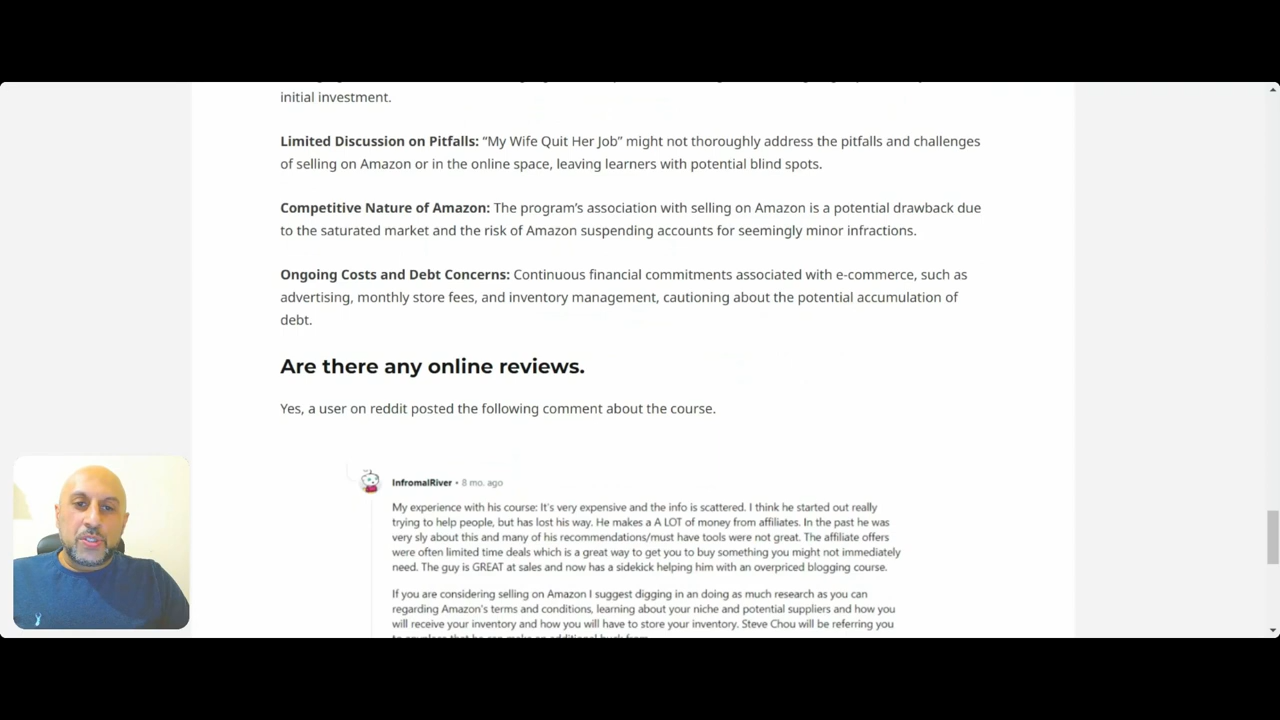 initial investment.
Limited Discussion on Pitfalls: “My Wife Quit Her Job” might not thoroughly address the pitfalls and challenges
of selling on Amazon or in the online space, leaving learners with potential blind spots.
Competitive Nature of Amazon: The program’s association with selling on Amazon is a potential drawback due
to the saturated market and the risk of Amazon suspending accounts for seemingly minor infractions.
Ongoing Costs and Debt Concerns: Continuous financial commitments associated with e-commerce, such as
advertising, monthly store fees, and inventory management, cautioning about the potential accumulation of
debt.
Are there any online reviews.
Yes, a user on reddit posted the following comment about the course.
InfromalRiver • 8 mo. ago
My experience with his course: It's very expensive and the info is scattered. I think he started out really
trying to help people, but has lost his way. He makes a A LOT of money from affiliates. In the past he was
very sly about this and many of his recommendations/must have tools were not great. The affiliate offers
were often limited time deals which is a great way to get you to buy something you might not immediately
need. The guy is GREAT at sales and now has a sidekick helping him with an overpriced blogging course.
If you are considering selling on Amazon I suggest digging in an doing as much research as you can
regarding Amazon's terms and conditions, learning about your niche and potential suppliers and how you
will receive your inventory and how you will have to store your inventory. Steve Chou will be referring you